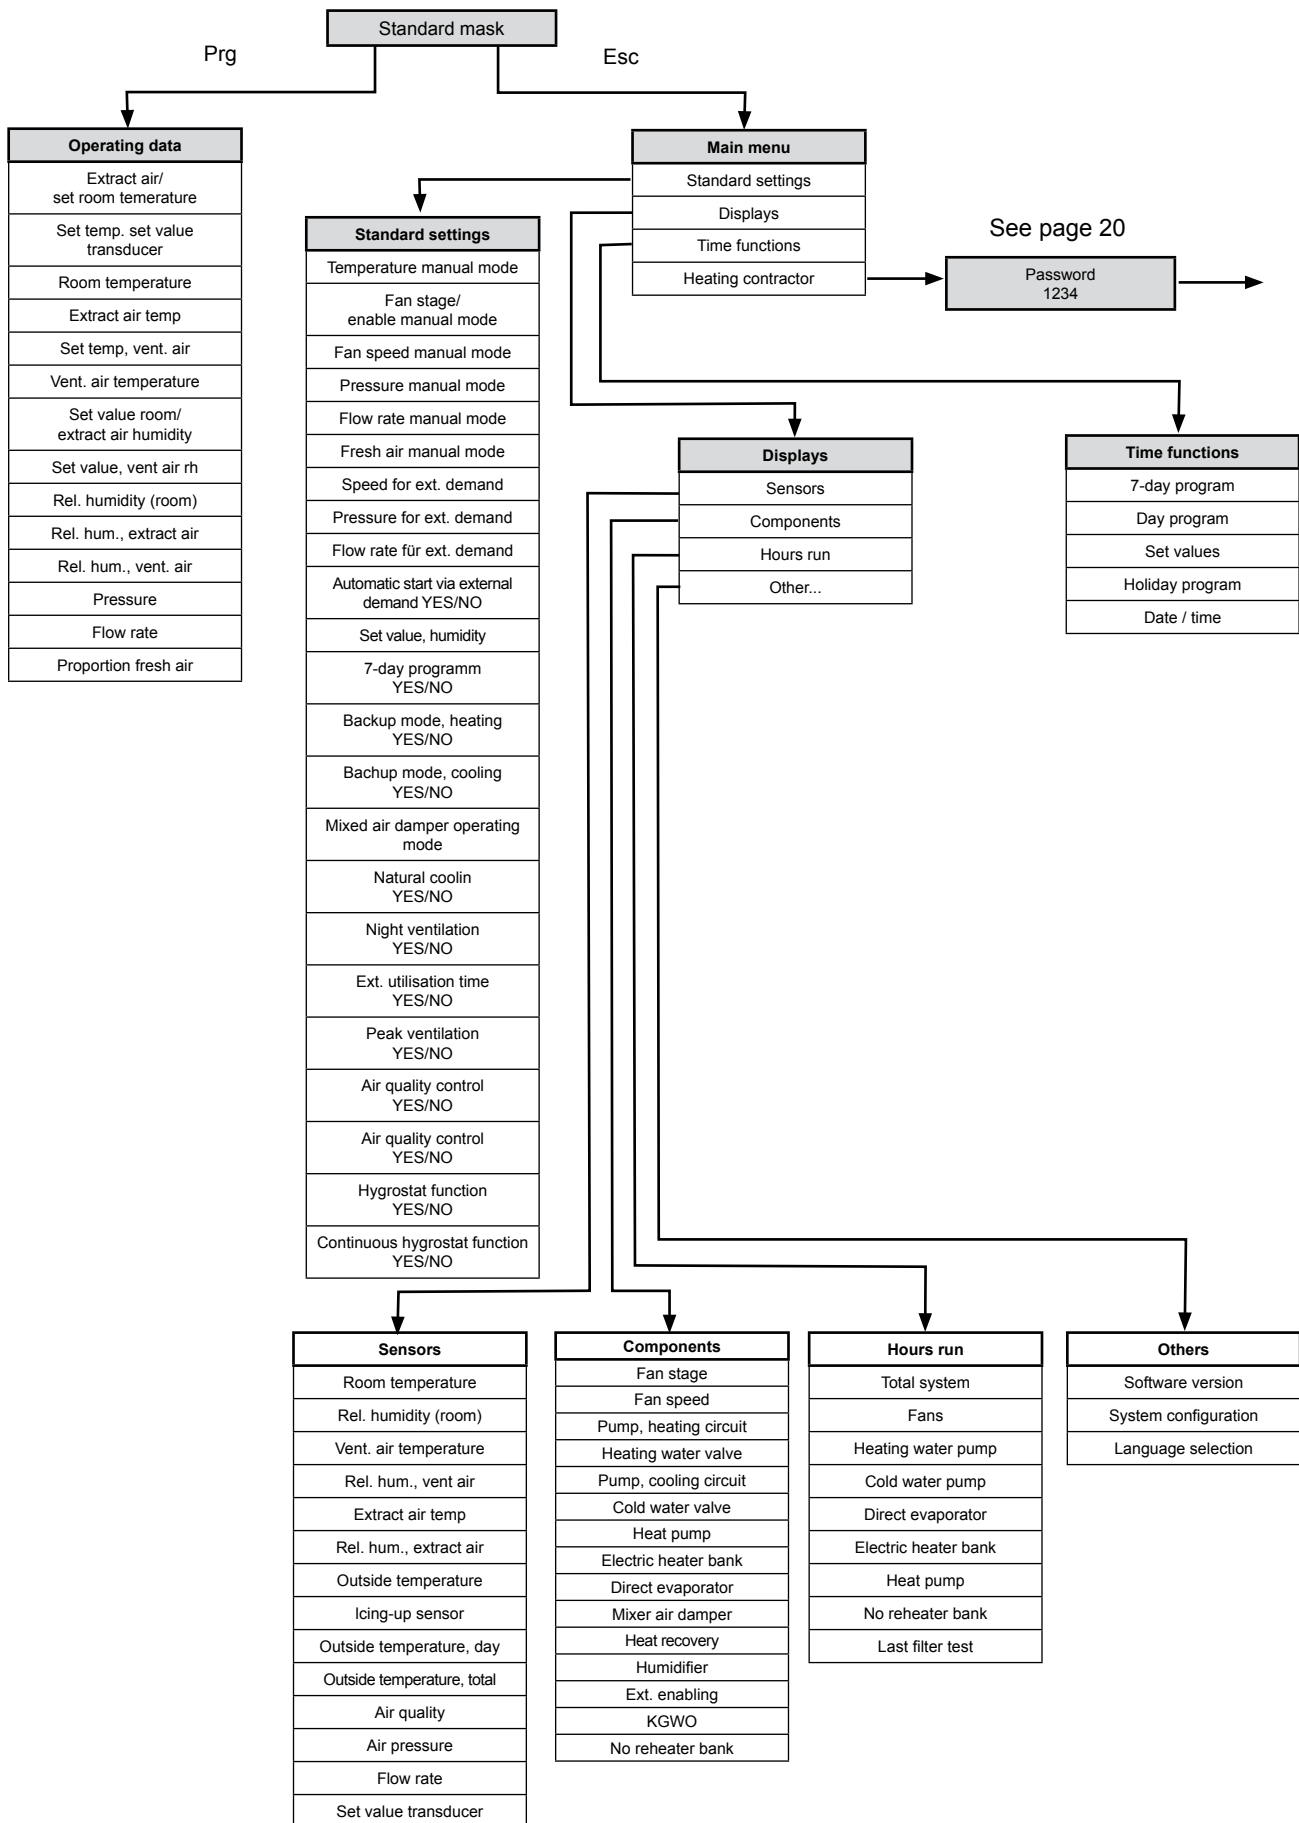 Standard mask
Prg
Esc
Operating data
Extract air/
set room temerature
Set temp. set value
transducer
Room temperature
Extract air temp
Set temp, vent. air
Vent. air temperature
Set value room/
extract air humidity
Set value, vent air rh
Rel. humidity (room)
Rel. hum., extract air
Rel. hum., vent. air
Pressure
Flow rate
Proportion fresh air
Main menu
Standard settings
Displays
Time functions
Heating contractor
See page 20
Password
1234
Standard settings
Temperature manual mode
Fan stage/
enable manual mode
Fan speed manual mode
Pressure manual mode
Flow rate manual mode
Fresh air manual mode
Speed for ext. demand
Pressure for ext. demand
Flow rate für ext. demand
Automatic start via external
demand YES/NO
Set value, humidity
7-day programm
YES/NO
Backup mode, heating
YES/NO
Bachup mode, cooling
YES/NO
Mixed air damper operating
mode
Natural coolin
YES/NO
Night ventilation
YES/NO
Ext. utilisation time
YES/NO
Peak ventilation
YES/NO
Air quality control
YES/NO
Air quality control
YES/NO
Hygrostat function
YES/NO
Continuous hygrostat function
YES/NO
Displays
Sensors
Components
Hours run
Other...
Time functions
7-day program
Day program
Set values
Holiday program
Date / time
Sensors
Room temperature
Rel. humidity (room)
Vent. air temperature
Rel. hum., vent air
Extract air temp
Rel. hum., extract air
Outside temperature
Icing-up sensor
Outside temperature, day
Outside temperature, total
Air quality
Air pressure
Flow rate
Set value transducer
Components
Fan stage
Fan speed
Pump, heating circuit
Heating water valve
Pump, cooling circuit
Cold water valve
Heat pump
Electric heater bank
Direct evaporator
Mixer air damper
Heat recovery
Humidifier
Ext. enabling
KGWO
No reheater bank
Hours run
Total system
Fans
Heating water pump
Cold water pump
Direct evaporator
Electric heater bank
Heat pump
No reheater bank
Last filter test
Others
Software version
System configuration
Language selection